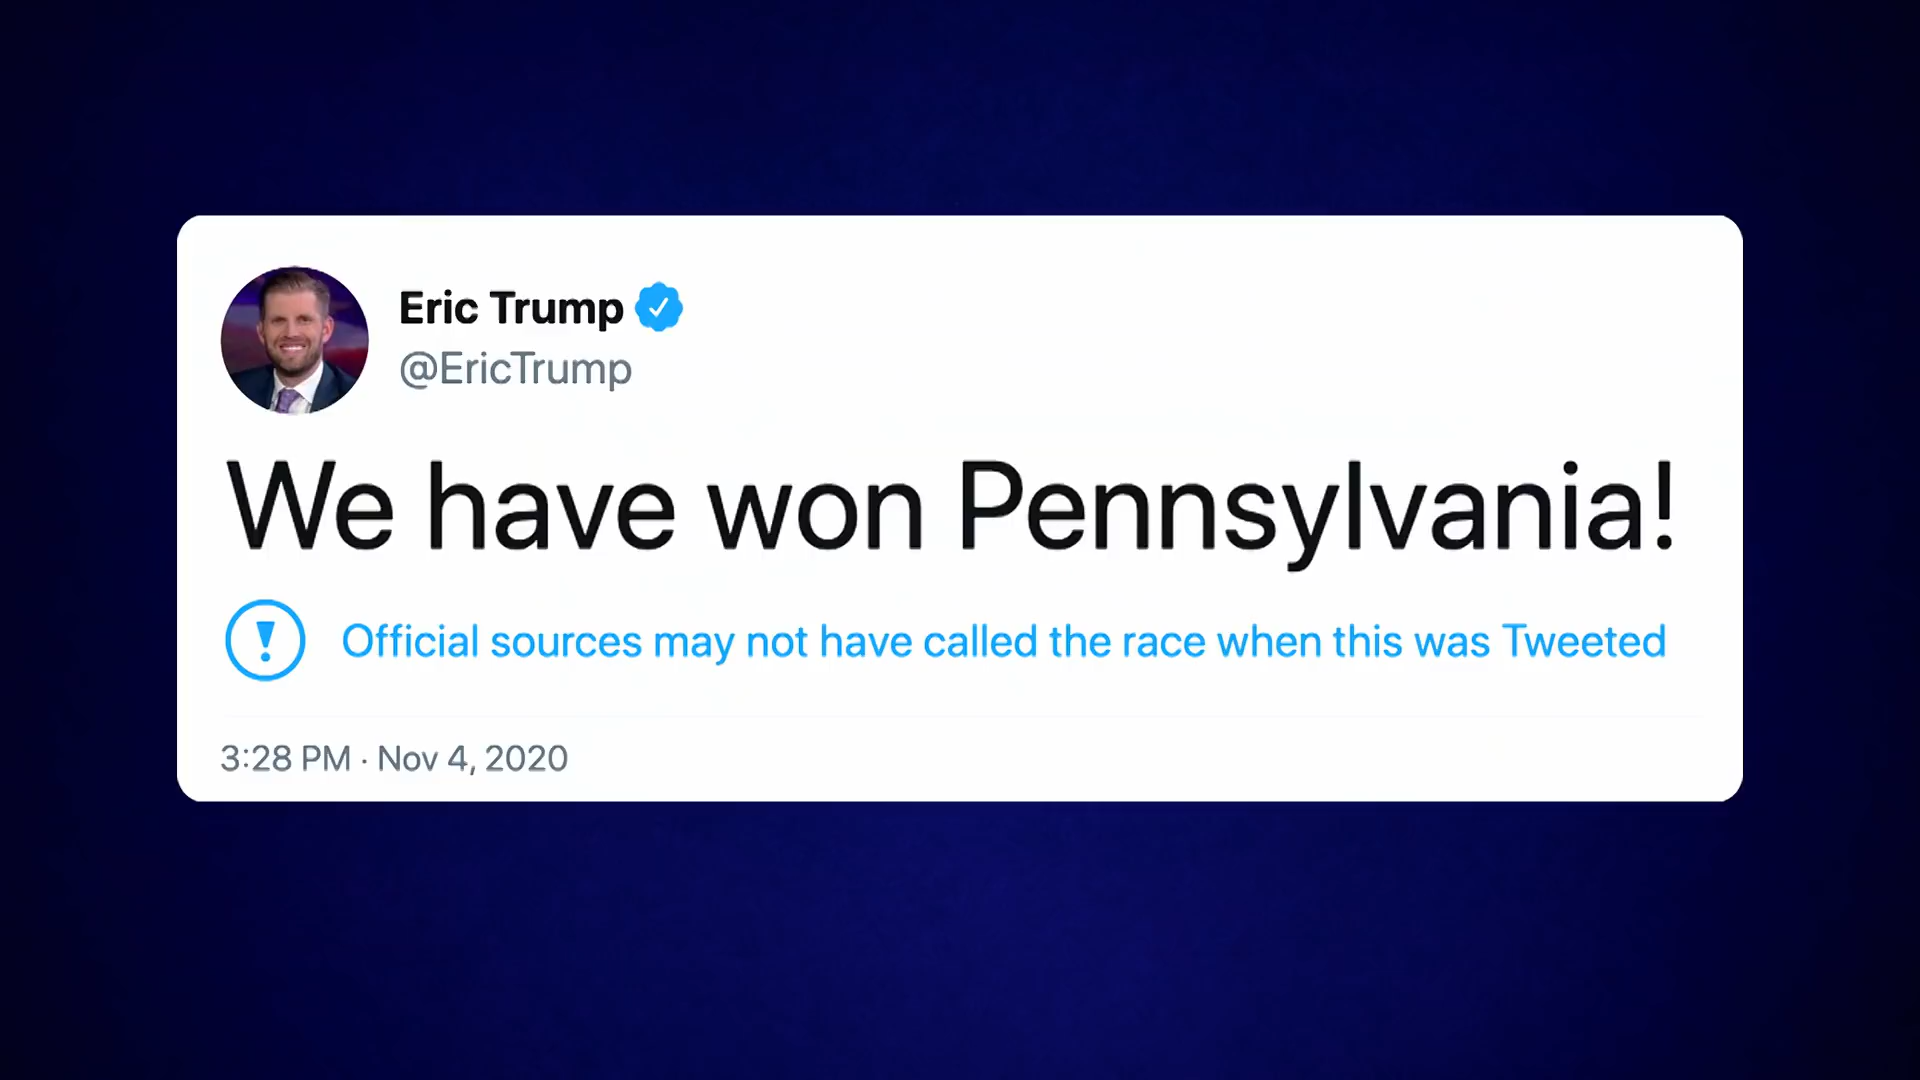 Eric Trump
@EricTrump
We have won Pennsylvania!
Official sources may not have called the race when this was Tweeted
3:28 PM · Nov 4, 2020